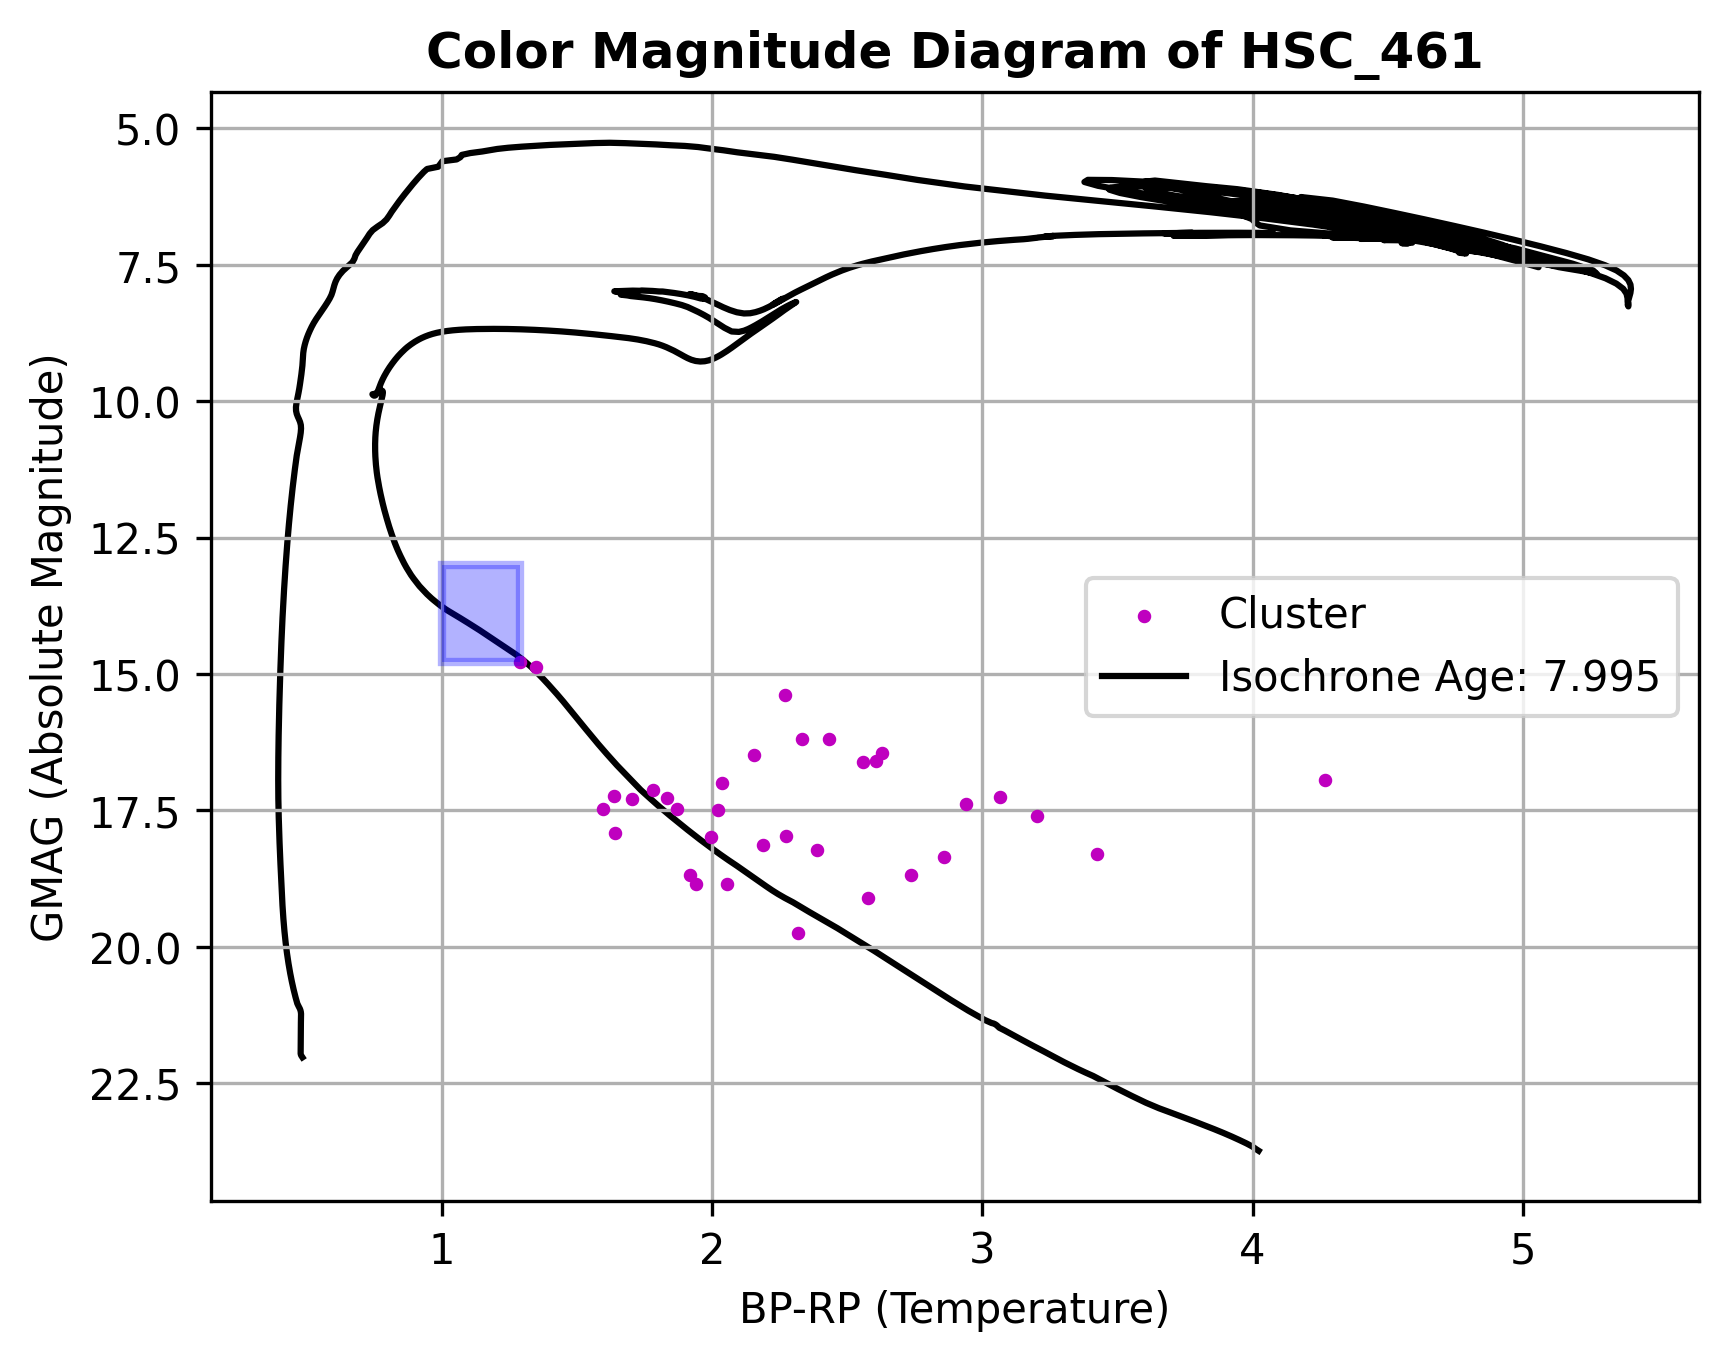 Color Magnitude Diagram of HSC_461
GMAG (Absolute Magnitude)
5.0
7.5
10.0
12.5
15.0
17.5
20.0
22.5
Cluster
Isochrone Age: 7.995
1 2 3 4 5
BP-RP (Temperature)